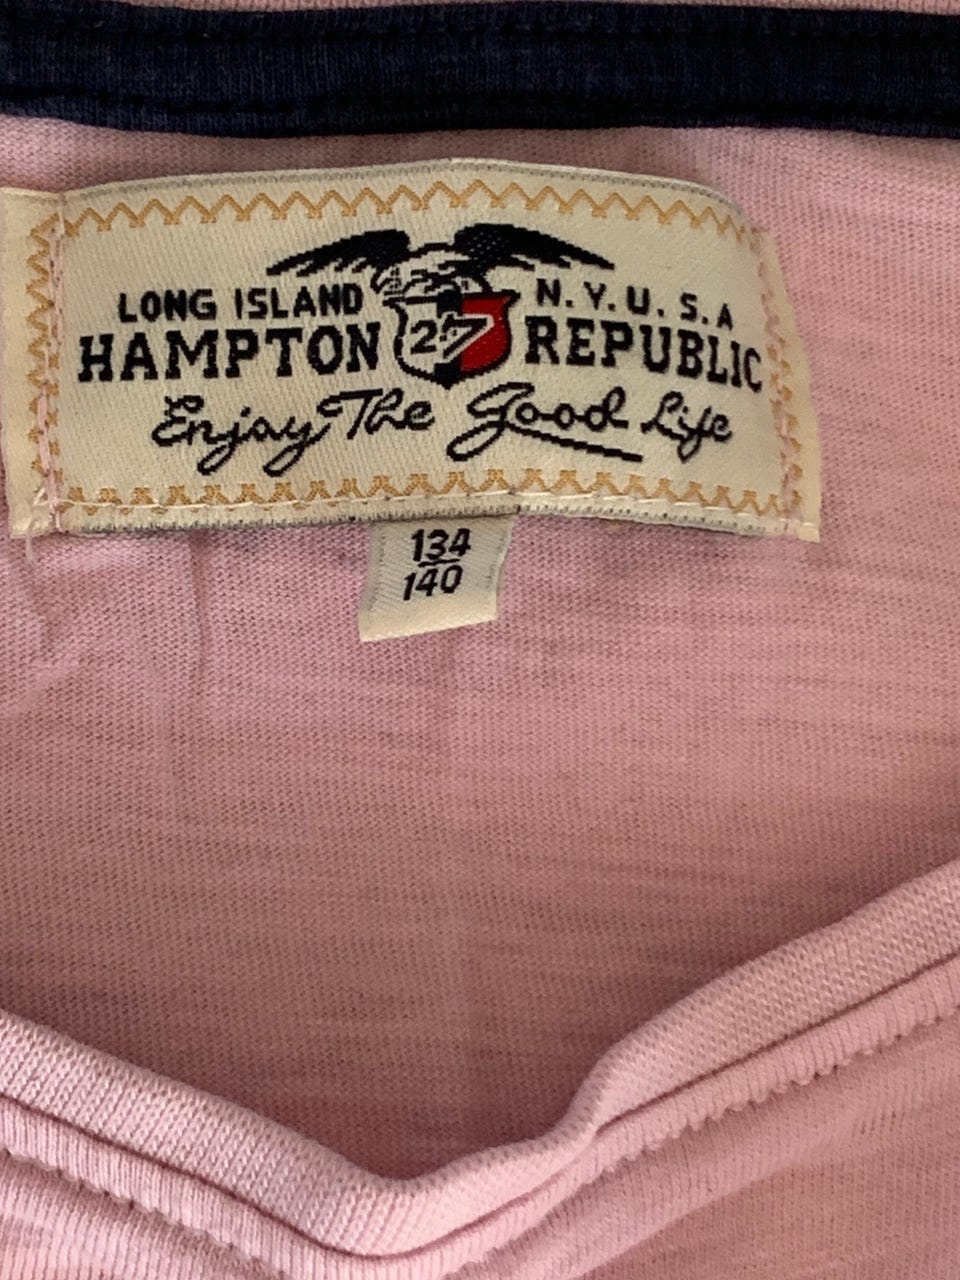 LONG ISLAND N.Y.U.S.A
HAMPTON 27 REPUBLIC
Enjoy The Good Life
134
140